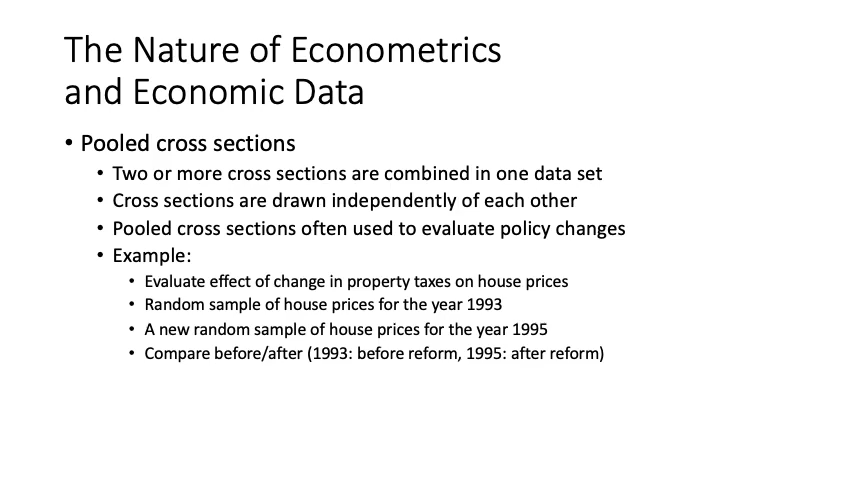 The Nature of Econometrics
and Economic Data
• Pooled cross sections
• Two or more cross sections are combined in one data set
• Cross sections are drawn independently of each other
• Pooled cross sections often used to evaluate policy changes
• Example:
• Evaluate effect of change in property taxes on house prices
• Random sample of house prices for the year 1993
• A new random sample of house prices for the year 1995
• Compare before/after (1993: before reform, 1995: after reform)